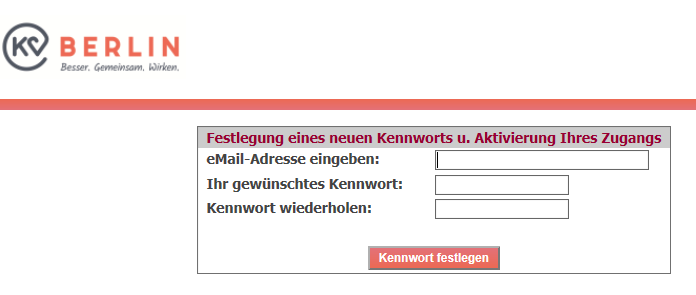 KV BERLIN
Besser. Gemeinsam. Wirken.
Festlegung eines neuen Kennworts u. Aktivierung Ihres Zugangs
eMail-Adresse eingeben:
Ihr gewünschtes Kennwort:
Kennwort wiederholen:
Kennwort festlegen